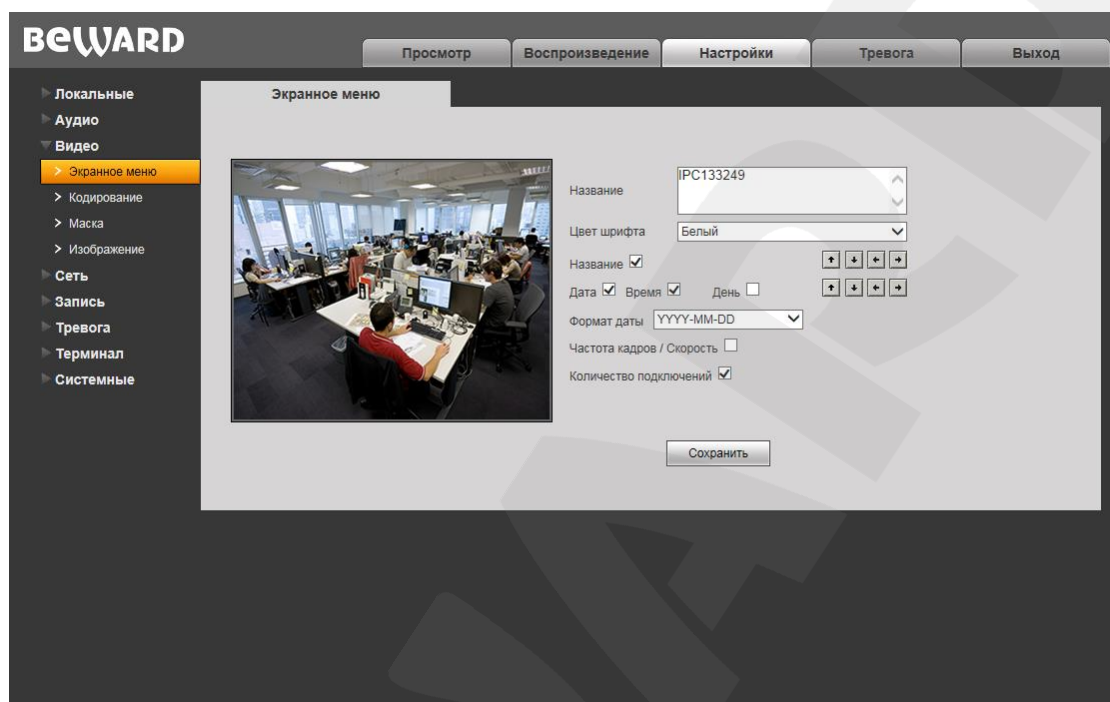 BEWARD
Просмотр Воспроизведение Настройки Тревога Выход
Локальные
Аудио
Видео
> Экранное меню
> Кодирование
> Маска
> Изображение
Сеть
Запись
Тревога
Терминал
Системные
Экранное меню
Название IPC133249
Цвет шрифта Белый
Название
Дата Время День
Формат даты YYYY-MM-DD
Частота кадров / Скорость
Количество подключений
Сохранить